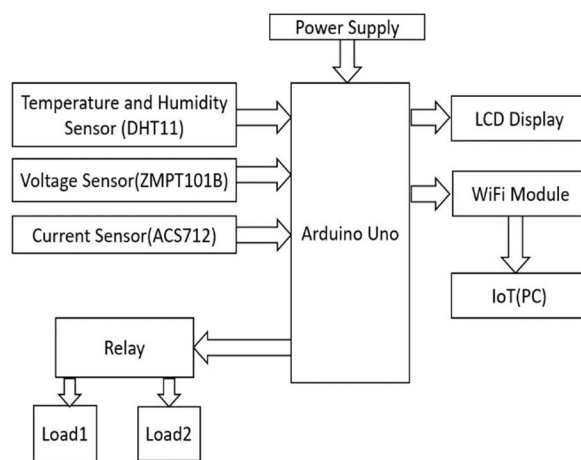 Power Supply
Temperature and Humidity
Sensor (DHT11)
Voltage Sensor(ZMPT101B)
Current Sensor(ACS712)
Arduino Uno
LCD Display
WiFi Module
IoT(PC)
Relay
Load1
Load2